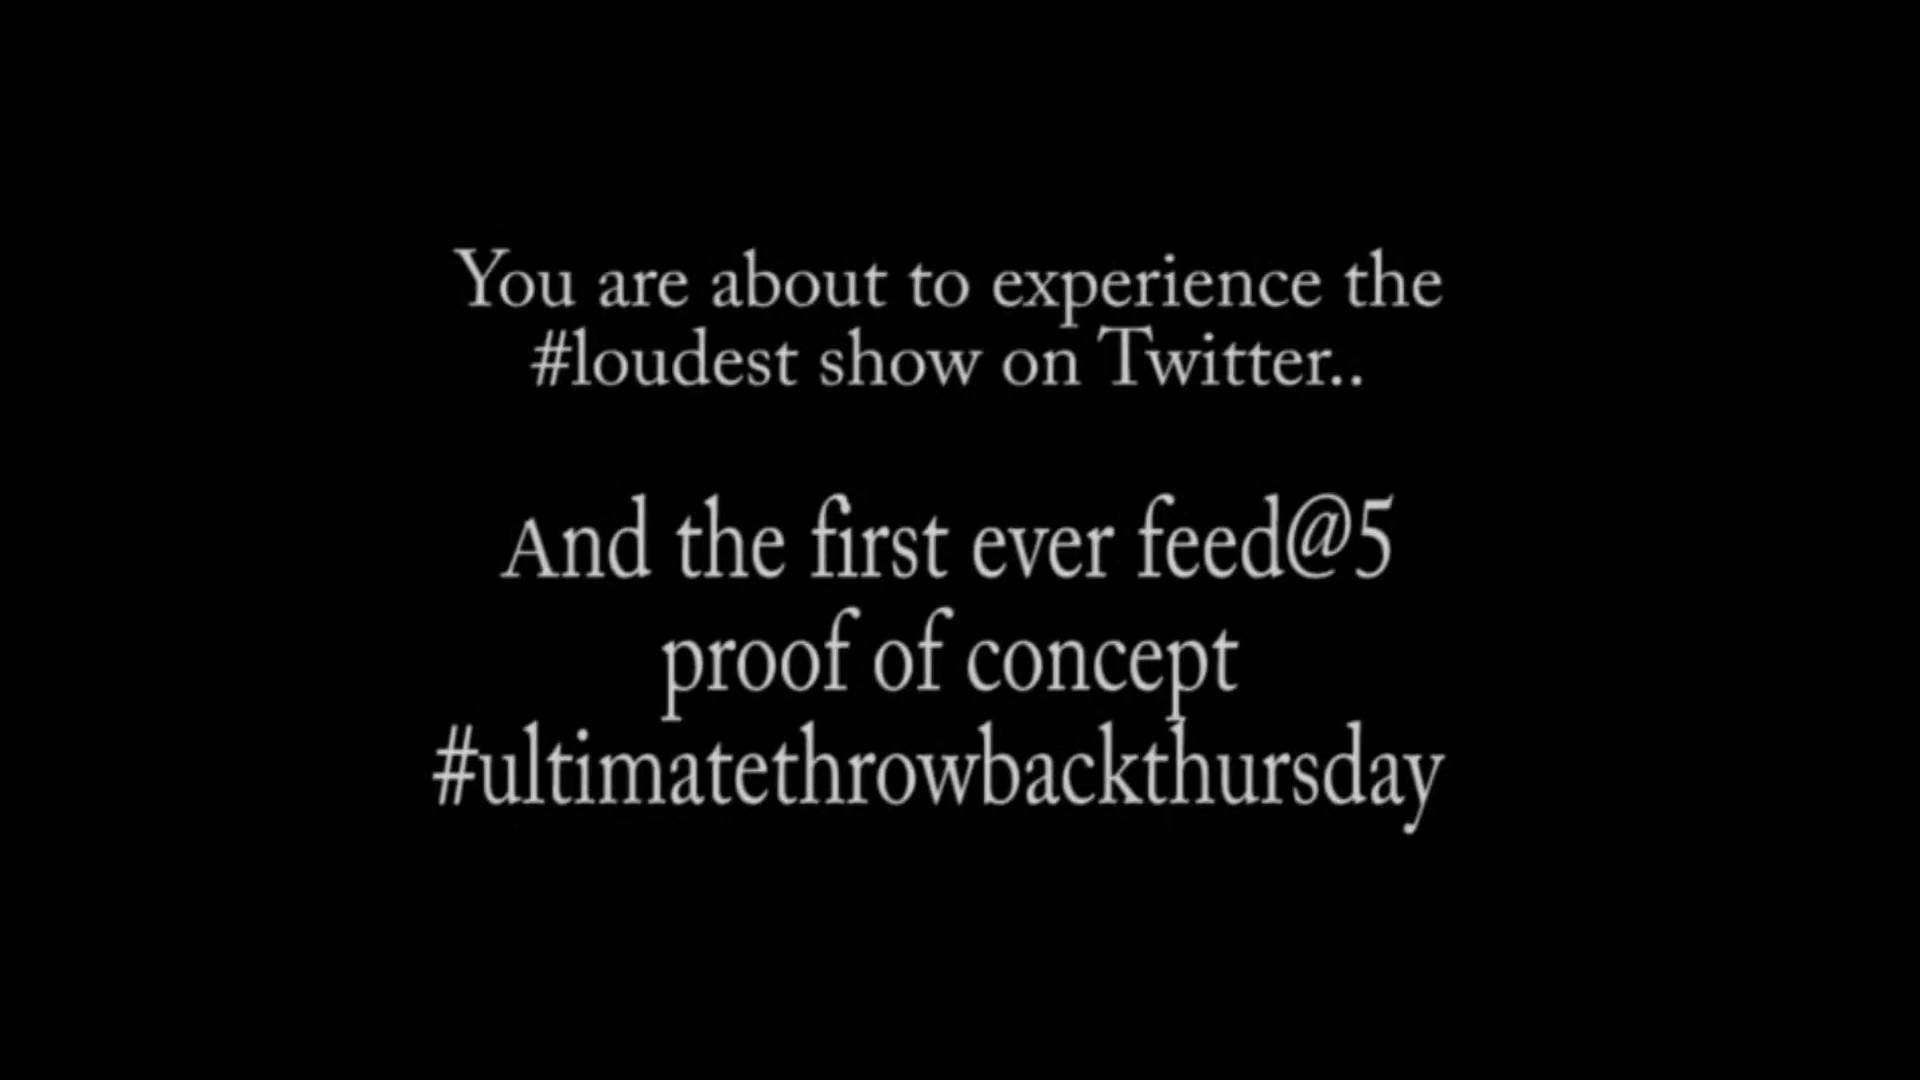 You are about to experience the
#loudest show on Twitter..
And the first ever feed@5
proof of concept
#ultimatethrowbackthursday